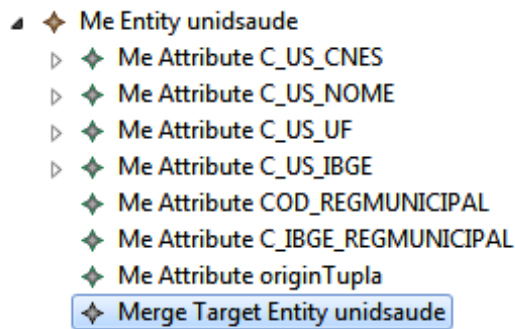 Me Entity unidsaude
Me Attribute C_US_CNES
Me Attribute C_US_NOME
Me Attribute C_US_UF
Me Attribute C_US_IBGE
Me Attribute COD_REGMUNICIPAL
Me Attribute C_IBGE_REGMUNICIPAL
Me Attribute originTupla
Merge Target Entity unidsaude